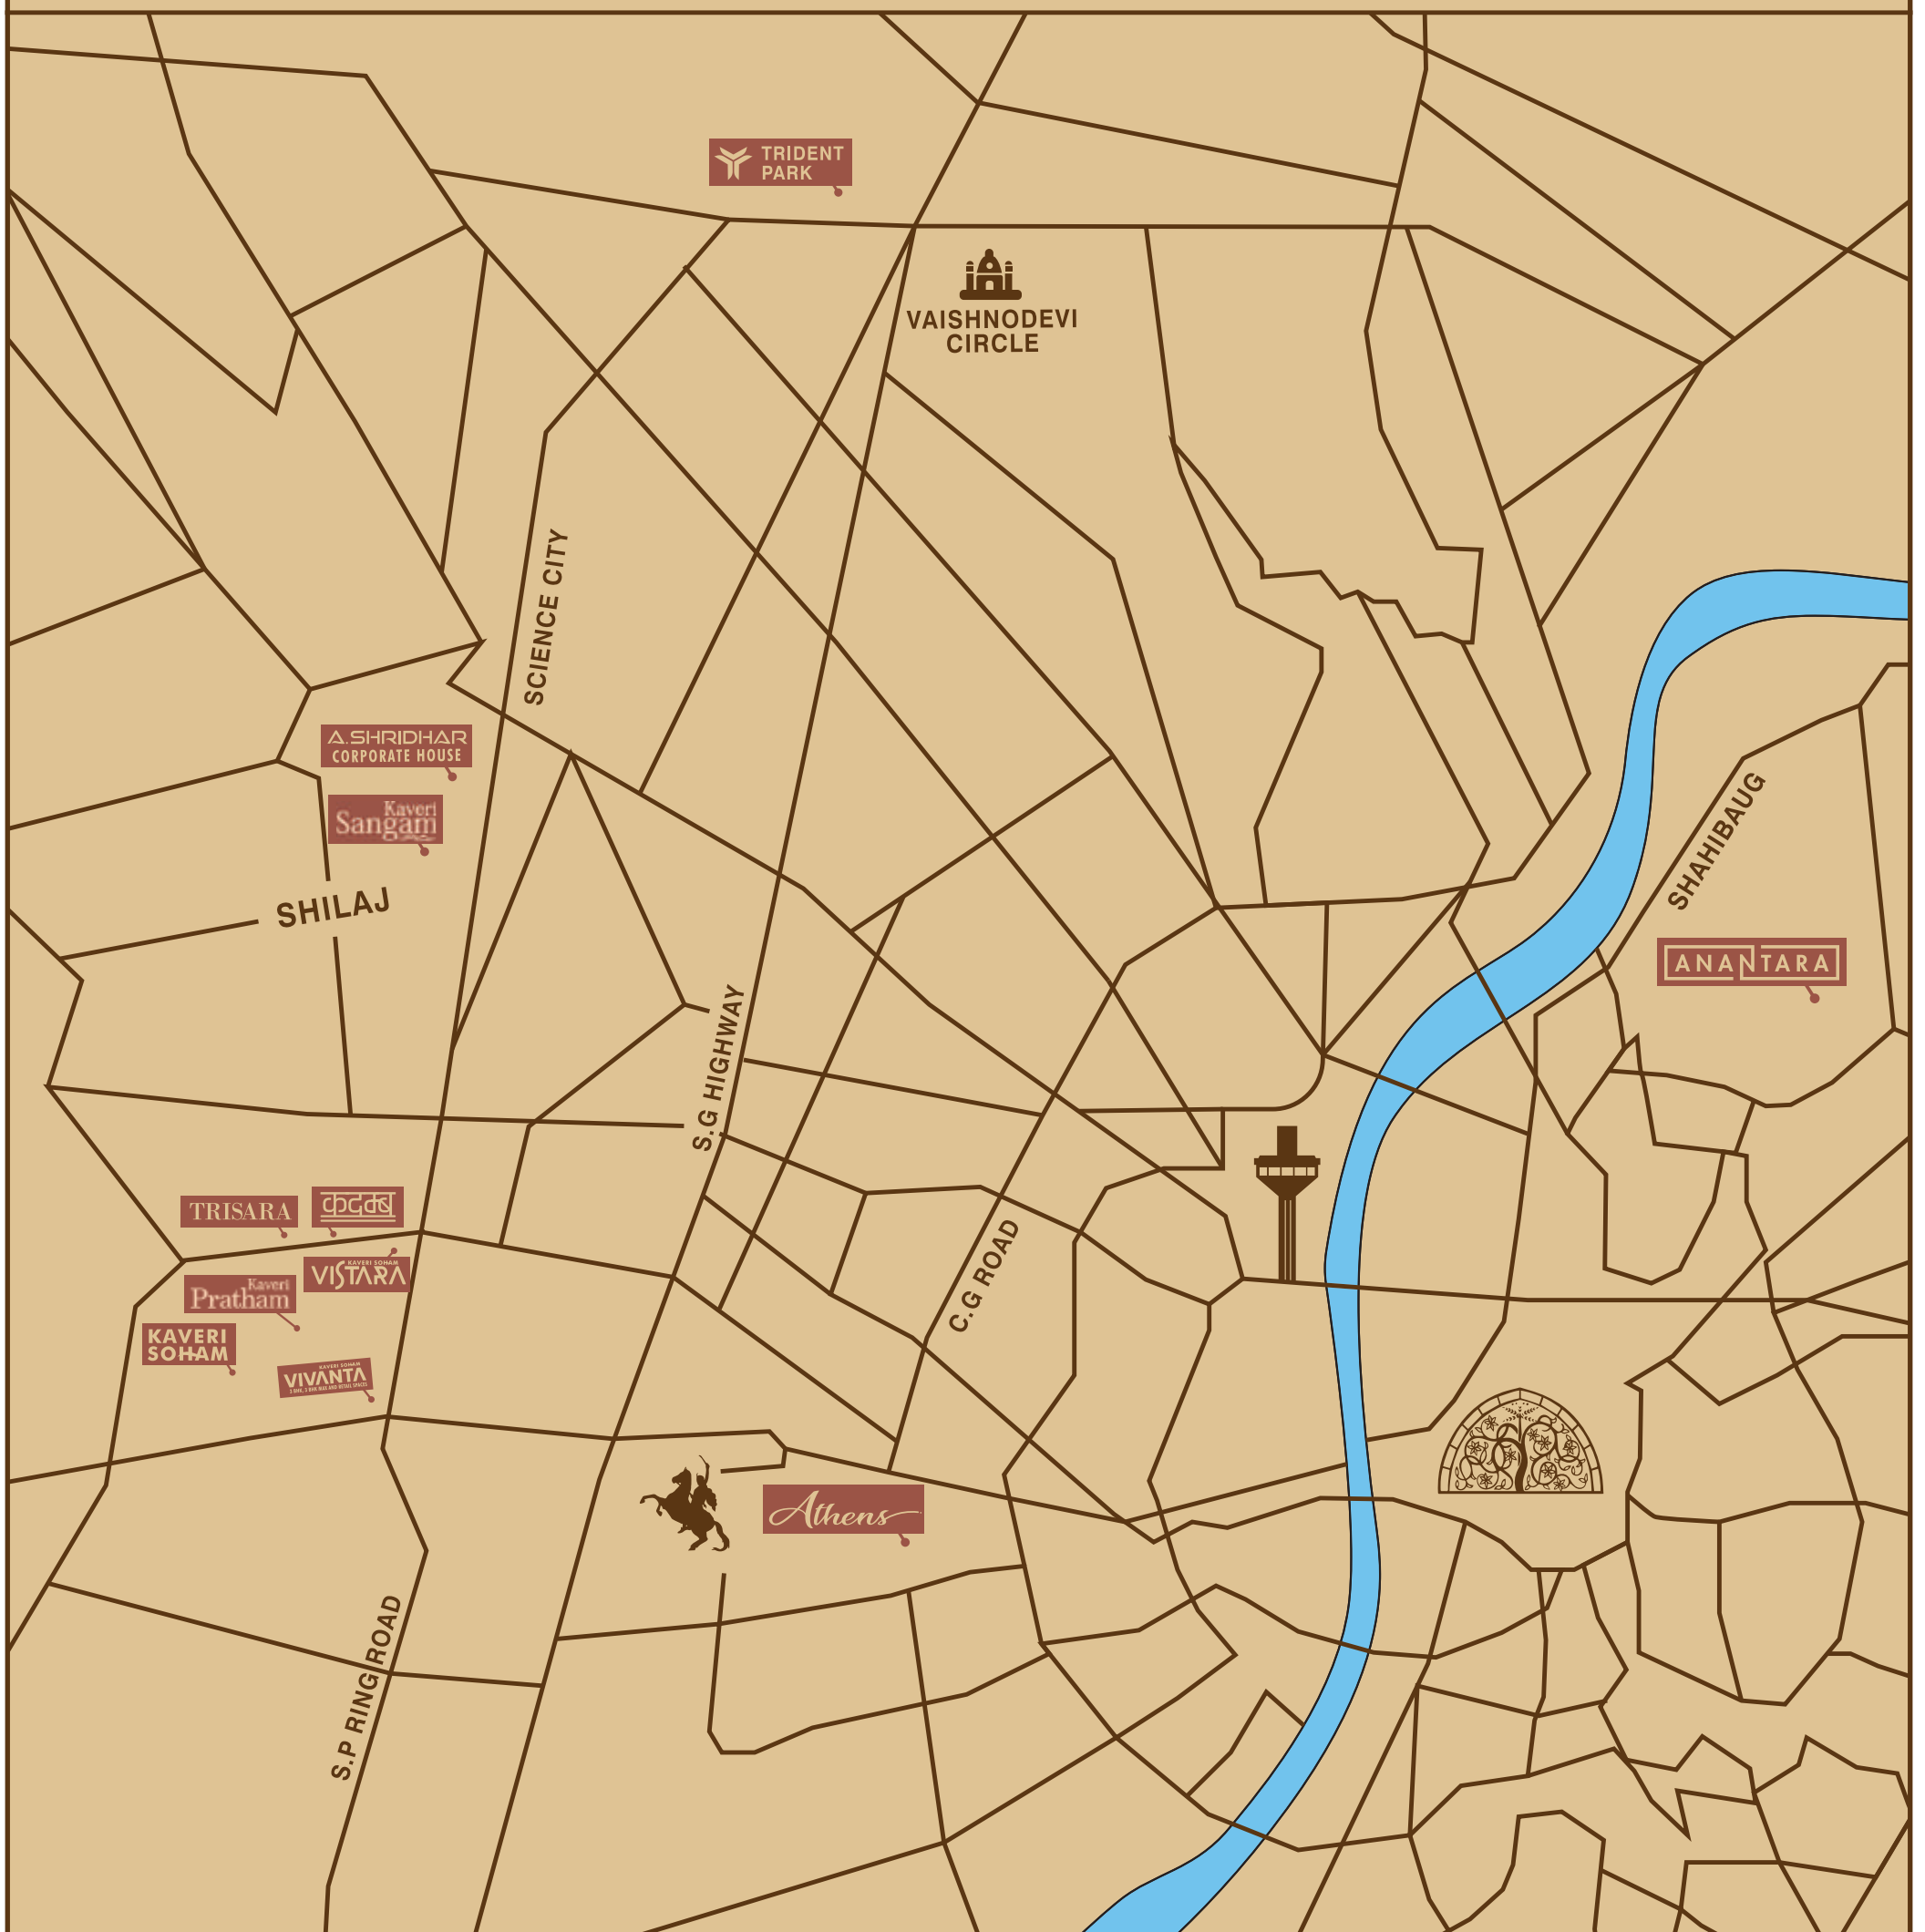 TRIDENT
PARK
VAISHNODEVI
CIRCLE
SCIENCE CITY
A.SHRIDHAR
CORPORATE HOUSE
Kaveri
Sangam
SHILAJ
SHAHIBAUG
ANANTARA
S.G HIGHWAY
TRISARA
KAVERI SOHAM
VISTARA
Kaveri
Pratham
KAVERI
SOHAM
KAVERI SOHAM
VIVANTA
C.G ROAD
Athens
S.P RING ROAD